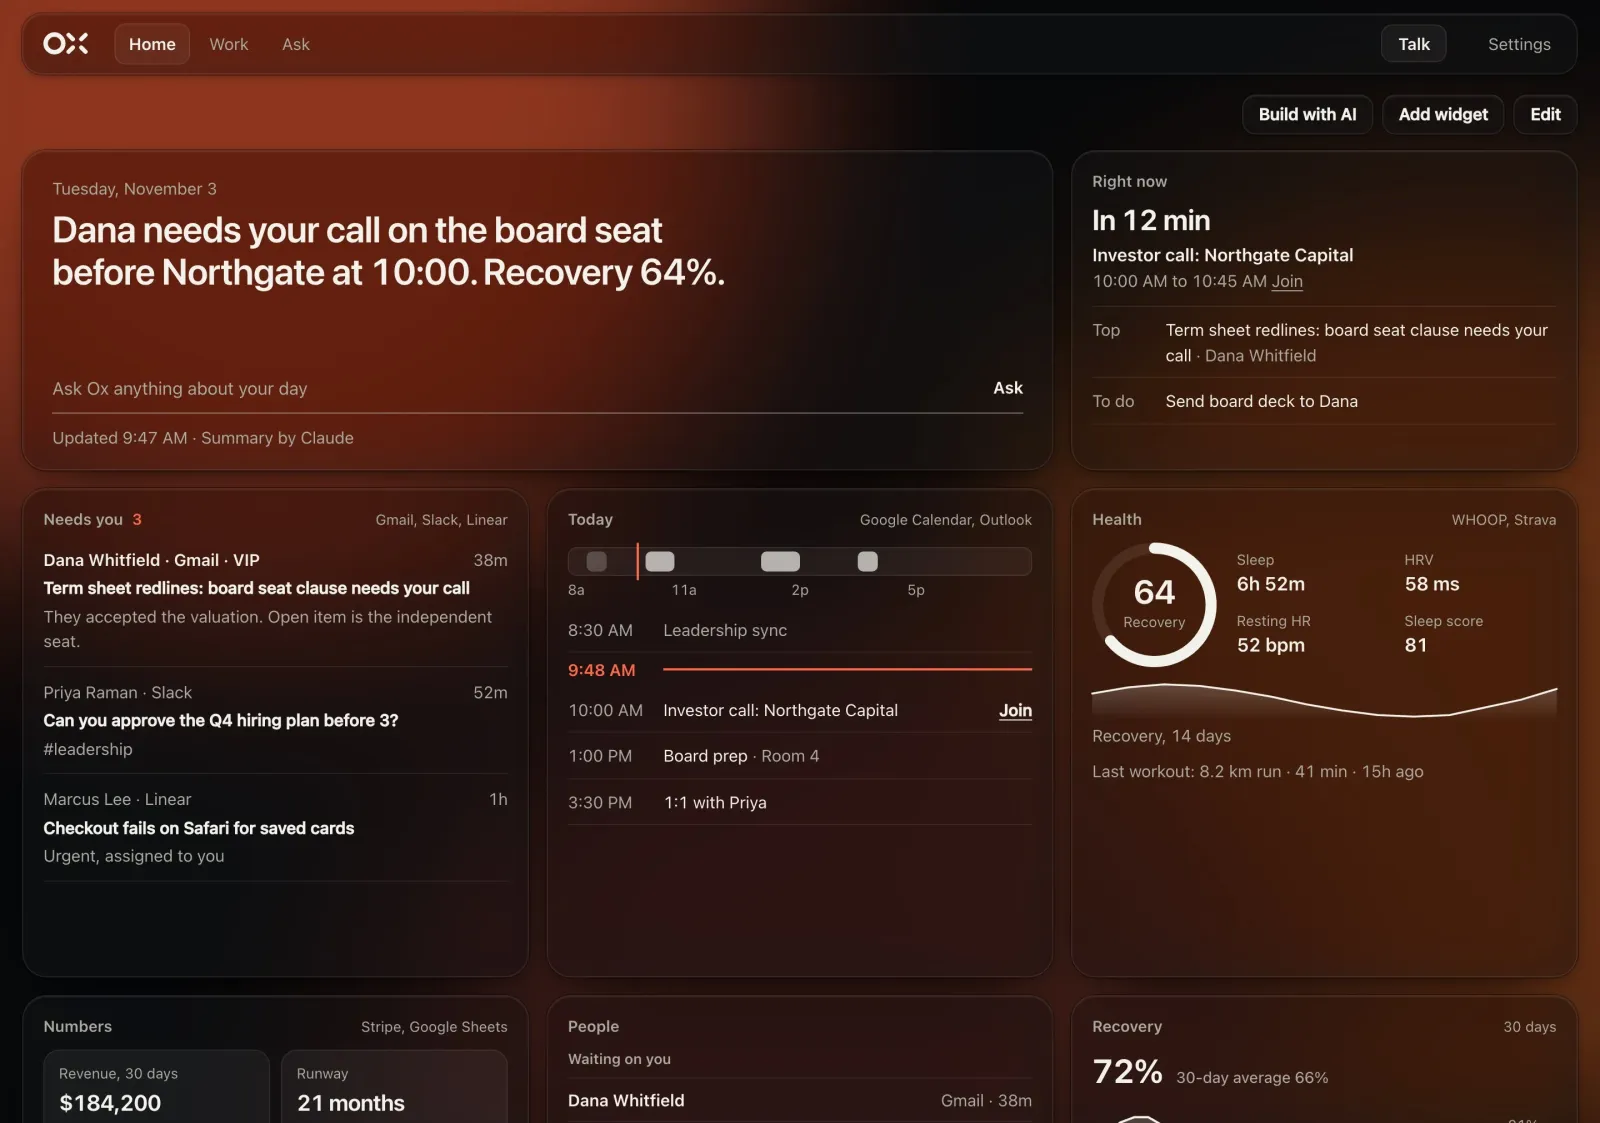 OX
Home
Work
Ask
Talk
Settings
Build with AI
Add widget
Edit
Tuesday, November 3
Dana needs your call on the board seat
before Northgate at 10:00. Recovery 64%.
Ask Ox anything about your day
Ask
Updated 9:47 AM · Summary by Claude
Right now
In 12 min
Investor call: Northgate Capital
10:00 AM to 10:45 AM Join
Top
Term sheet redlines: board seat clause needs your
call · Dana Whitfield
To do
Send board deck to Dana
Needs you 3
Gmail, Slack, Linear
Dana Whitfield · Gmail · VIP
38m
Term sheet redlines: board seat clause needs your call
They accepted the valuation. Open item is the independent
seat.
Priya Raman · Slack
52m
Can you approve the Q4 hiring plan before 3?
#leadership
Marcus Lee · Linear
1h
Checkout fails on Safari for saved cards
Urgent, assigned to you
Today
Google Calendar, Outlook
8a
11a
2p
5p
8:30 AM
Leadership sync
9:48 AM
10:00 AM
Investor call: Northgate Capital
Join
1:00 PM
Board prep · Room 4
3:30 PM
1:1 with Priya
Health
WHOOP, Strava
64
Recovery
Sleep
6h 52m
HRV
58 ms
Resting HR
52 bpm
Sleep score
81
Recovery, 14 days
Last workout: 8.2 km run · 41 min · 15h ago
Numbers
Stripe, Google Sheets
Revenue, 30 days
$184,200
Runway
21 months
People
Waiting on you
Dana Whitfield
Gmail · 38m
Recovery
30 days
72%
30-day average 66%